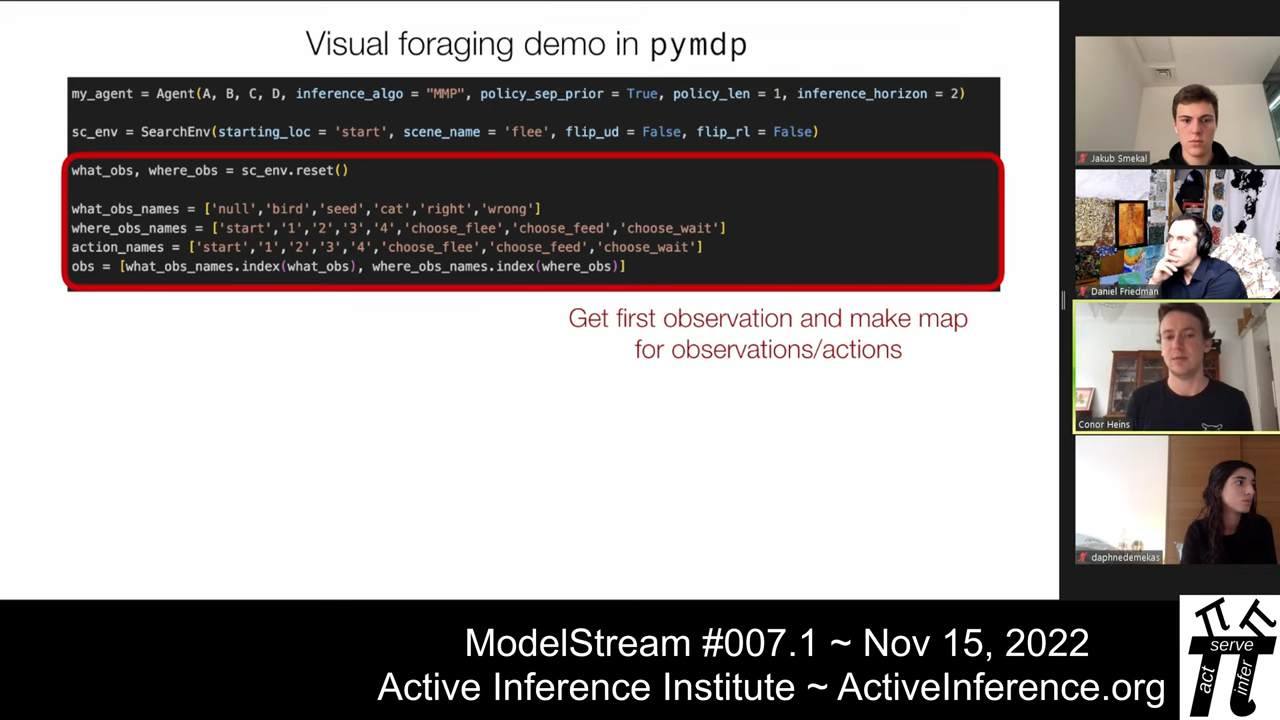 Visual foraging demo in pymdp
my_agent = Agent(A, B, C, D, inference_algo = "MMP", policy_sep_prior = True, policy_len = 1, inference_horizon = 2)
sc_env = SearchEnv(starting_loc = 'start', scene_name = 'flee', flip_ud = False, flip_rl = False)
what_obs, where_obs = sc_env.reset()
what_obs_names = ['null','bird','seed','cat','right','wrong']
where_obs_names = ['start','1','2','3','4','choose_flee','choose_feed','choose_wait']
action_names = ['start','1','2','3','4','choose_flee','choose_feed','choose_wait']
obs = [what_obs_names.index(what_obs), where_obs_names.index(where_obs)]
Get first observation and make map
for observations/actions
Jakub Smekal
Daniel Friedman
Conor Heins
daphnedemekas
ModelStream #007.1 ~ Nov 15, 2022
Active Inference Institute ~ ActiveInference.org
serve
act
infer